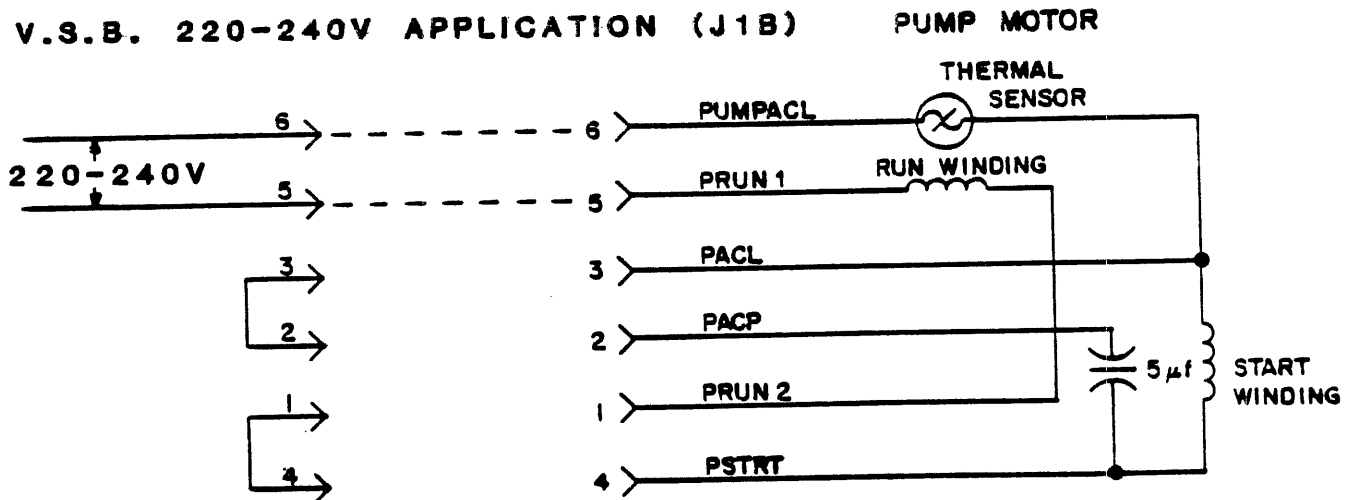 V.S.B. 220-240V APPLICATION (J1B) PUMP MOTOR
THERMAL
SENSOR
6 6 PUMPACL
220-240V
RUN WINDING
5 5 PRUN 1
3 3 PACL
2 2 PACP
5 µf START
WINDING
1 1 PRUN 2
4 4 PSTRT